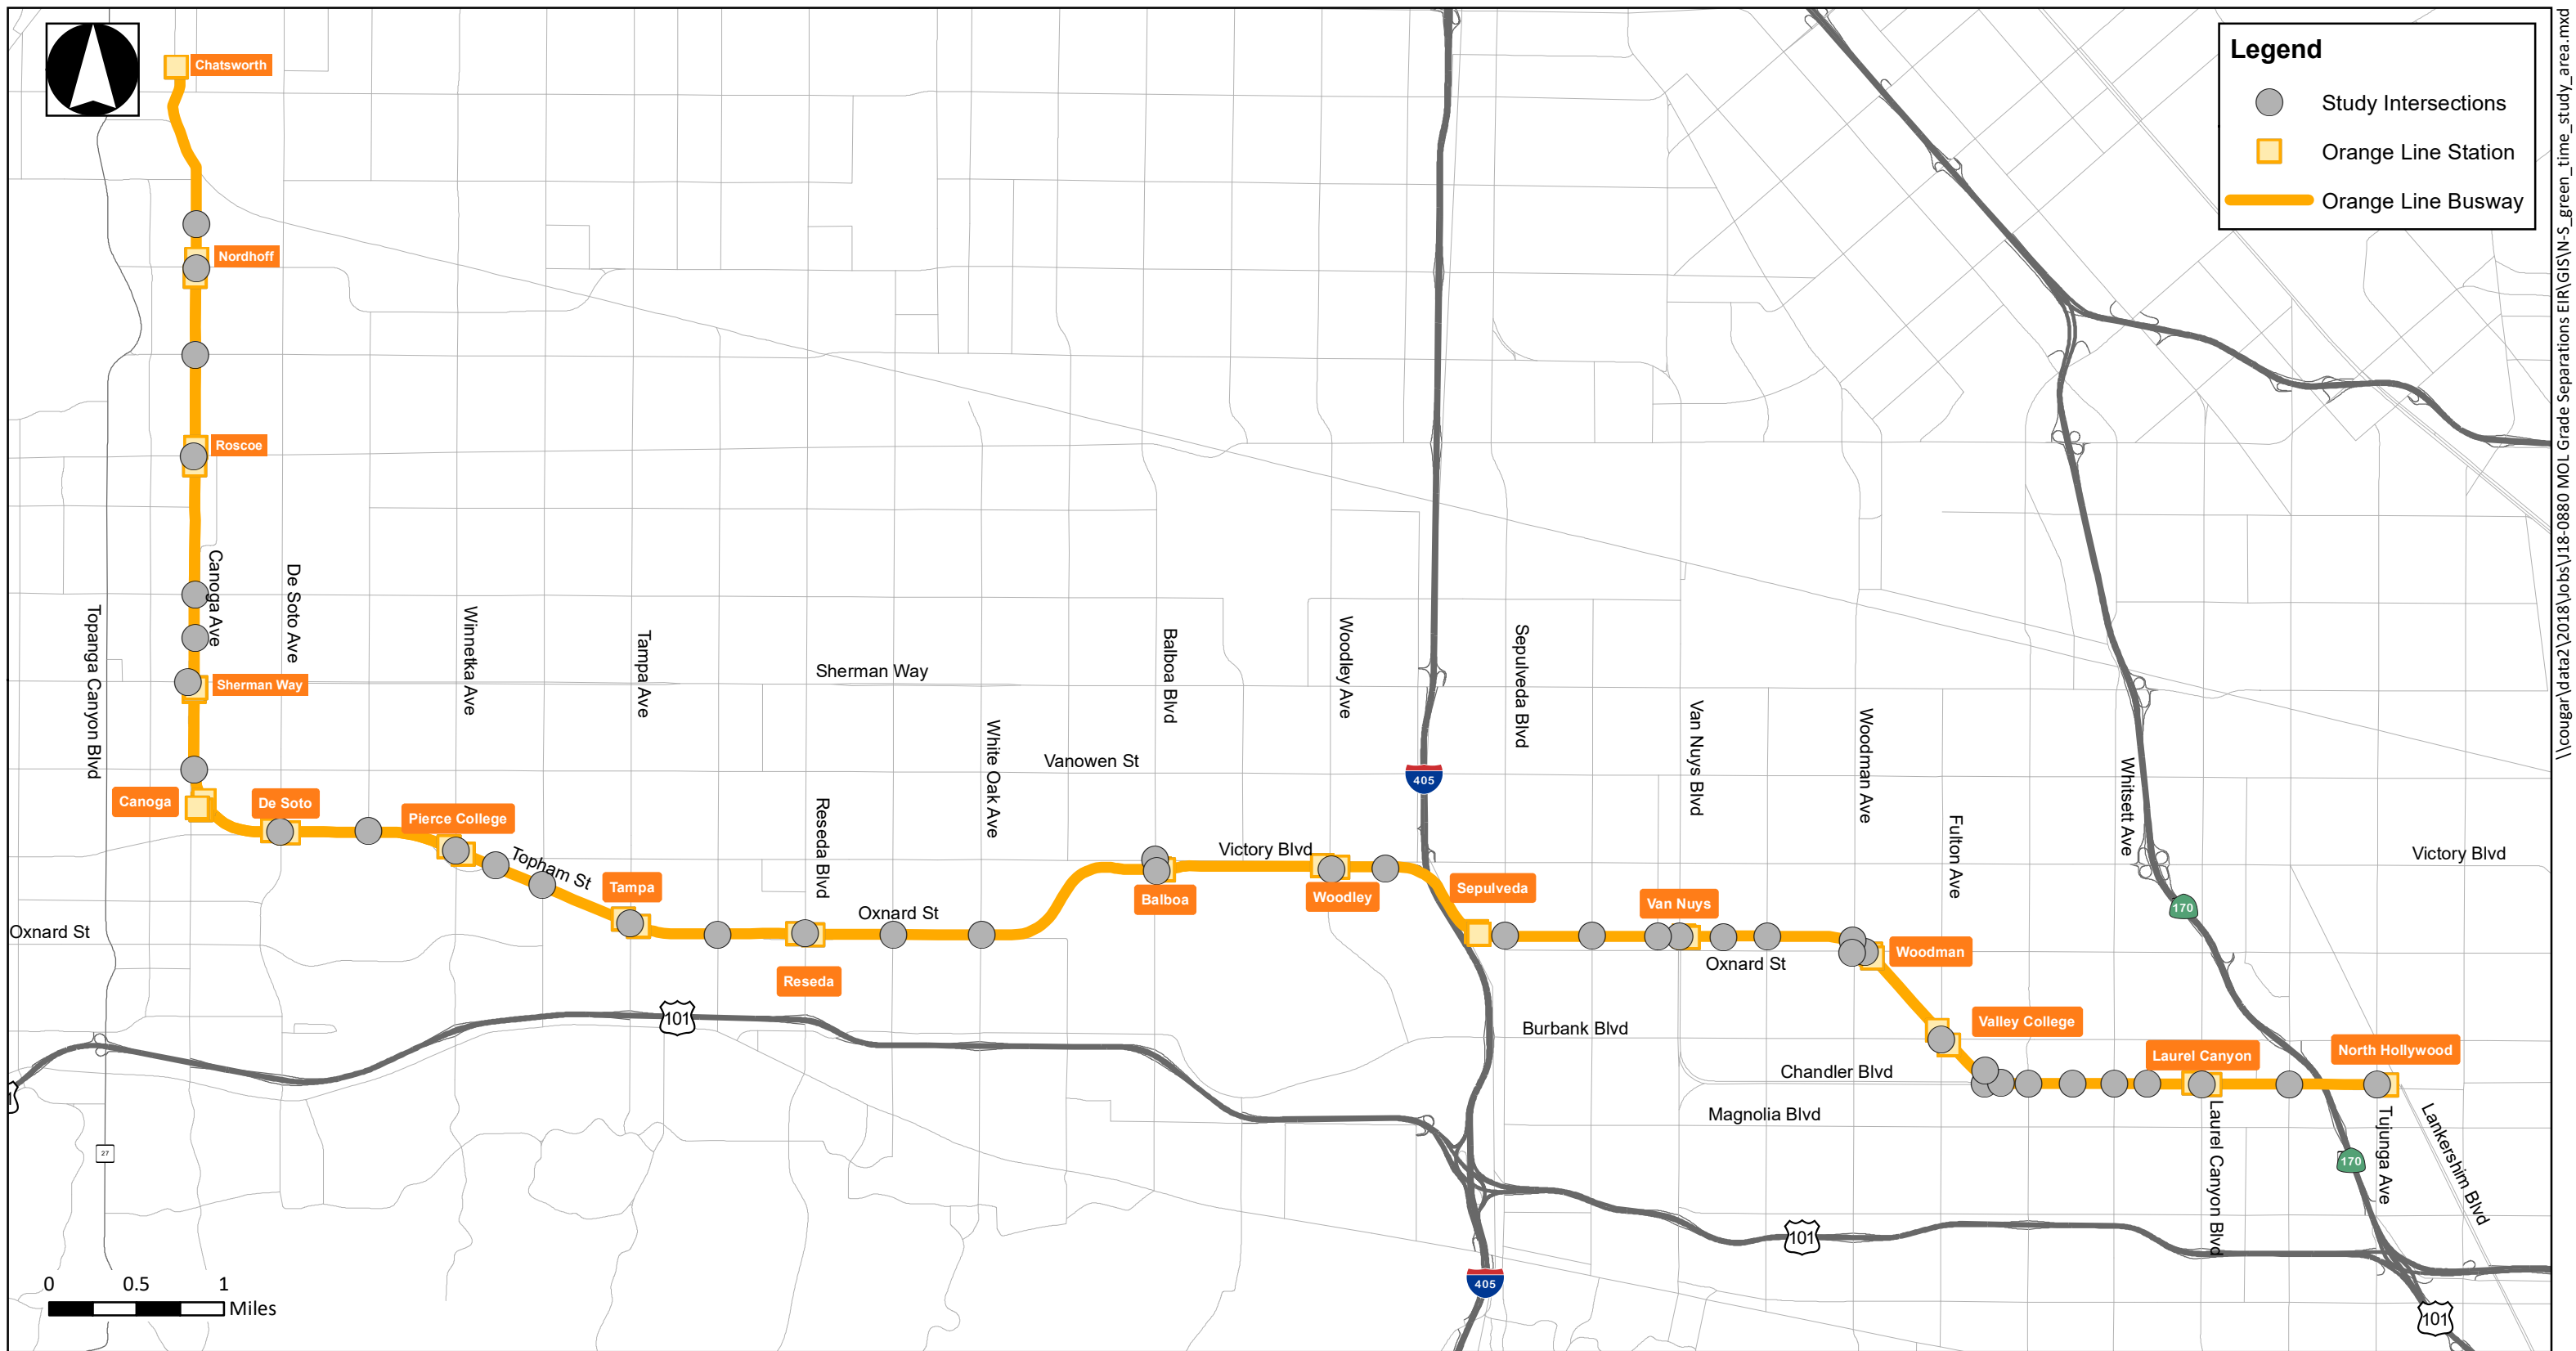 Legend
Study Intersections
Orange Line Station
Orange Line Busway
\\nogar\data2\2018\Jobs\J18-0880 MOL Grade Separations EIR\GIS\N-S_green_time_study_area.mxd
Chatsworth
Nordhoff
Roscoe
Canoga Ave
De Soto Ave
Topanga Canyon Blvd
Winnetka Ave
Tampa Ave
Sherman Way
Sherman Way
Balboa Blvd
Woodley Ave
Sepulveda Blvd
Van Nuys Blvd
Woodman Ave
White Oak Ave
Vanowen St
405
Whitsett Ave
Fulton Ave
Canoga
De Soto
Pierce College
Topham St
Reseda Blvd
Victory Blvd
Victory Blvd
Tampa
Balboa
Woodley
Sepulveda
Van Nuys
170
Oxnard St
Oxnard St
Oxnard St
Woodman
Reseda
101
Burbank Blvd
Valley College
Laurel Canyon
North Hollywood
Chandler Blvd
Magnolia Blvd
1
27
Laurel Canyon Blvd
170
Tujunga Ave
Lankershim Blvd
101
405
101
0 0.5 1
Miles